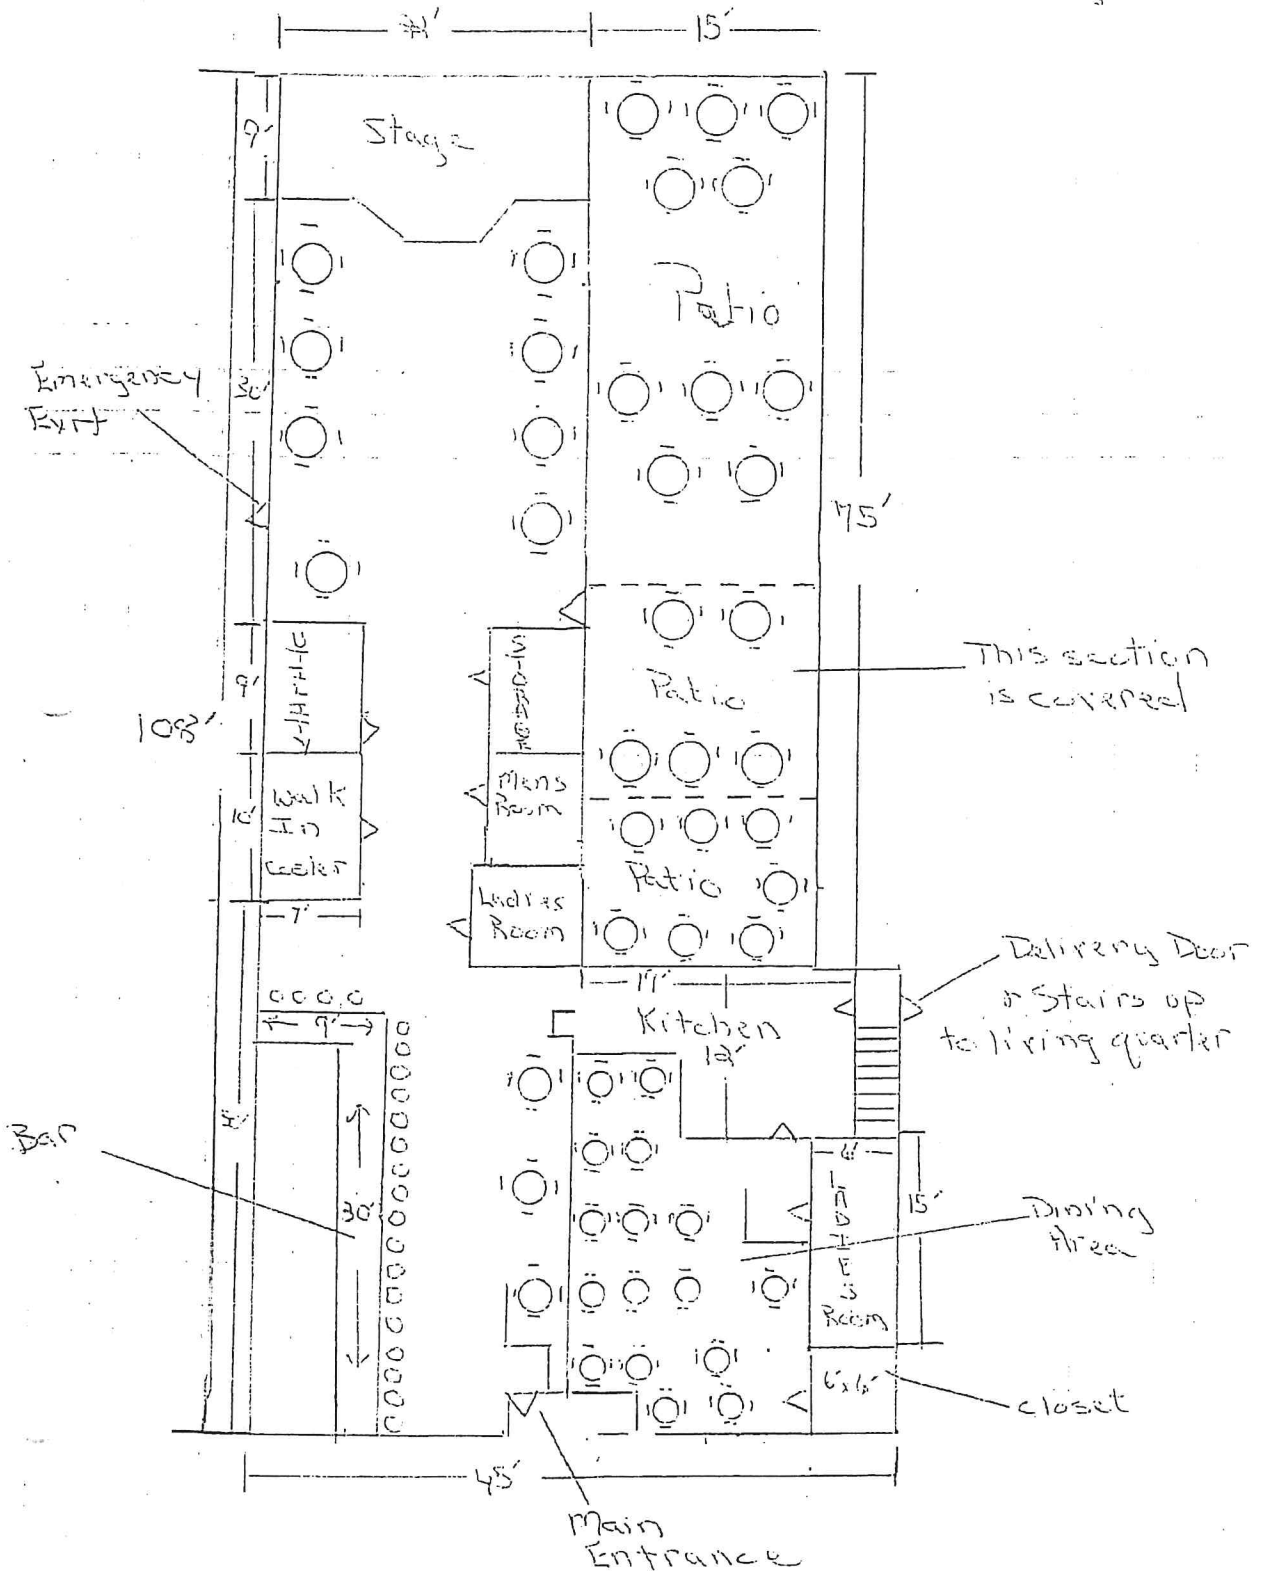 15'
9'
Stage
Patio
Emergency
Exit
30'
75'
This section
is covered
Patio
9'
108'
Mens
Room
Walk
In
Cooler
10'
Patio
Ladies
Room
7'
Delivery Door
Stairs up
to living quarter
17'
Kitchen
12'
9'
Bar
30'
6'
15'
LADIES
Room
Dining
Area
closet
45'
Main
Entrance